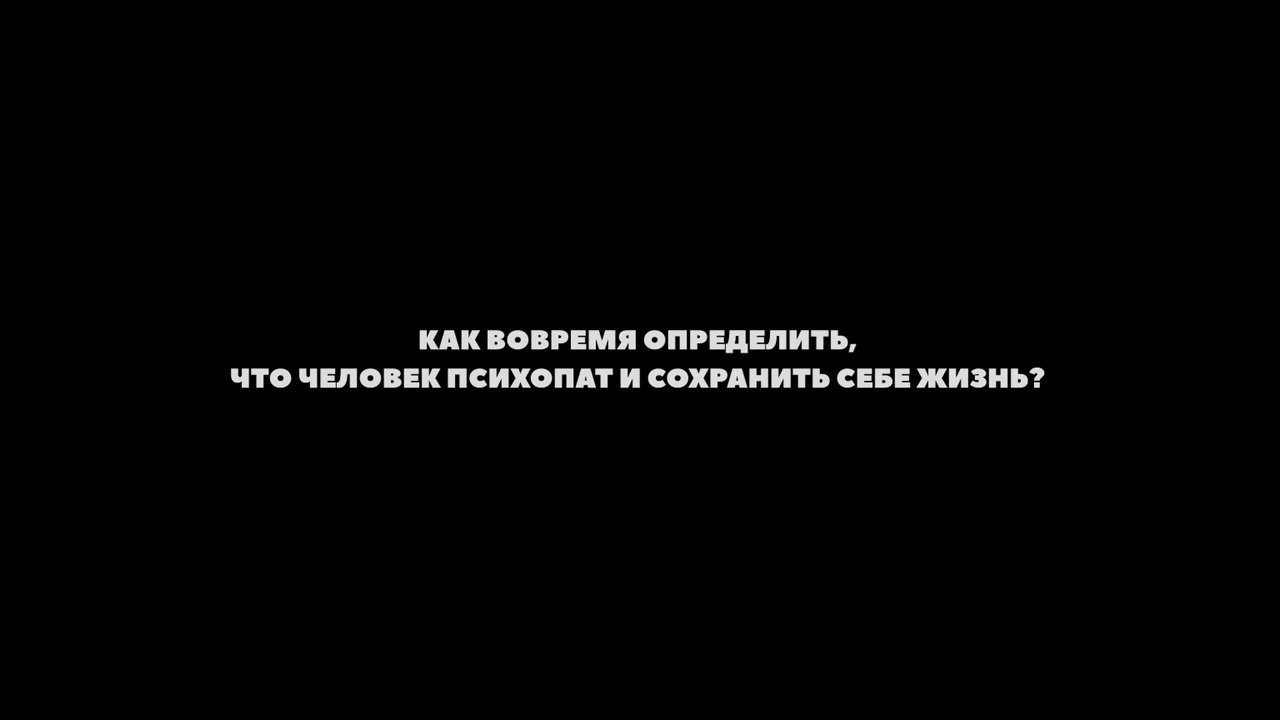 КАК ВОВРЕМЯ ОПРЕДЕЛИТЬ,
ЧТО ЧЕЛОВЕК ПСИХОПАТ И СОХРАНИТЬ СЕБЕ ЖИЗНЬ?